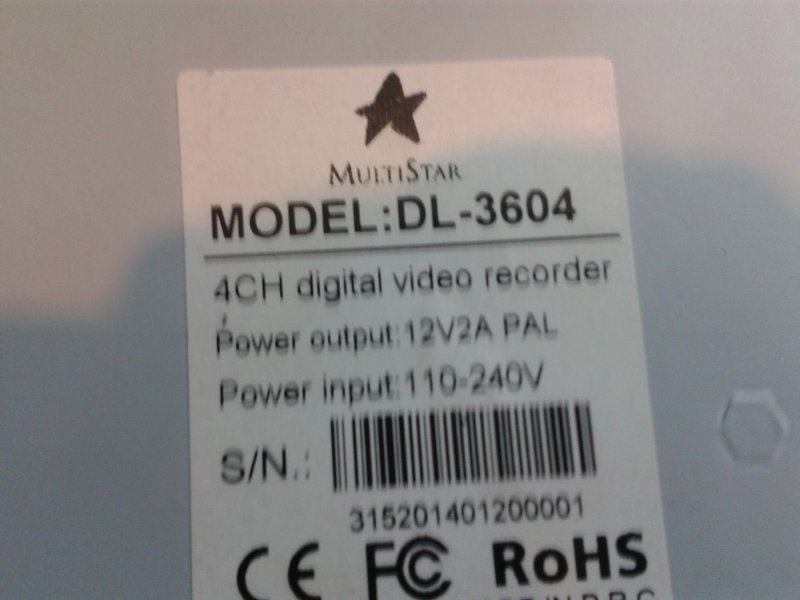 MULTISTAR
MODEL:DL-3604
4CH digital video recorder
Power output:12V2A PAL
Power input:110-240V
S/N.:
315201401200001
CE FC RoHS
IN P.R.C